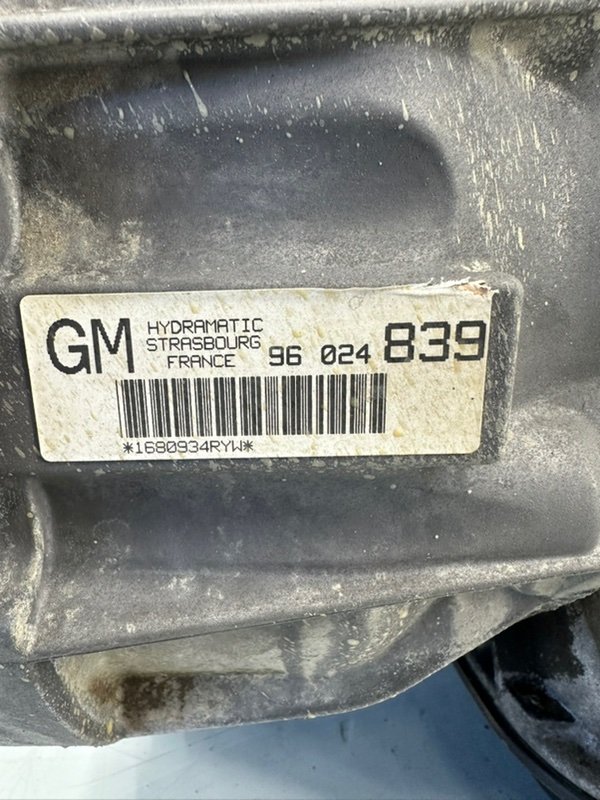 GM HYDRAMATIC
STRASBOURG
FRANCE 96 024 839
*1680934RYW*